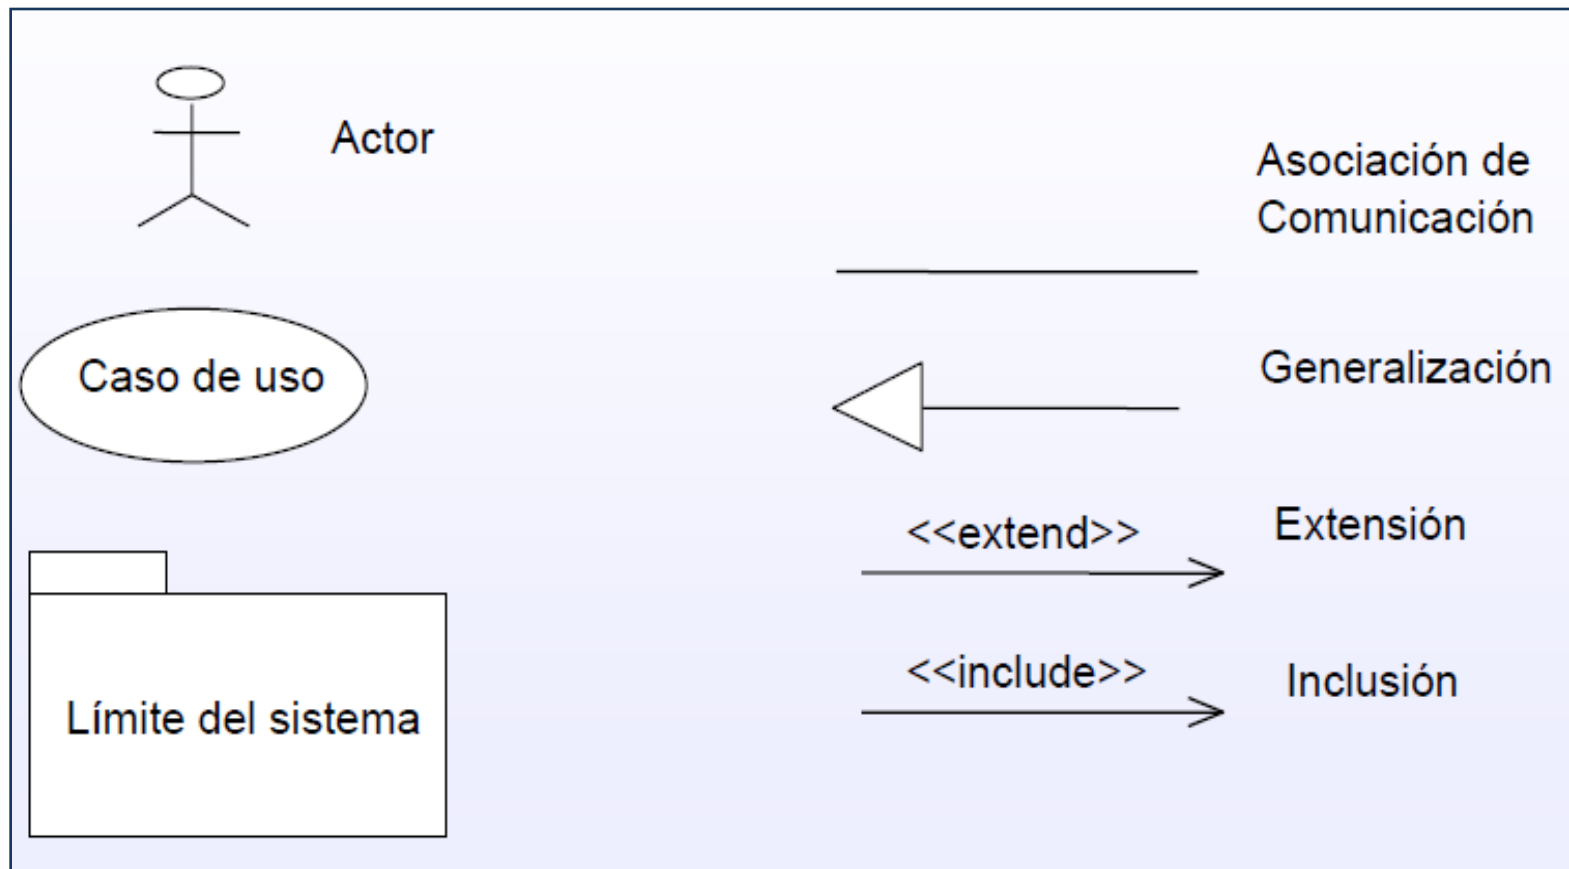 Actor
Caso de uso
Límite del sistema
Asociación de
Comunicación
Generalización
<<extend>>
Extensión
<<include>>
Inclusión